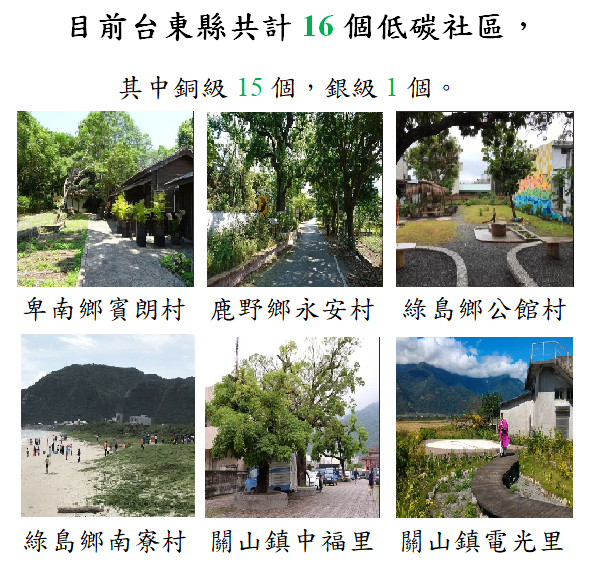 目前台東縣共計 16 個低碳社區，
其中銅級 15 個，銀級 1 個。
卑南鄉賓朗村 鹿野鄉永安村 綠島鄉公館村
綠島鄉南寮村 關山鎮中福里 關山鎮電光里